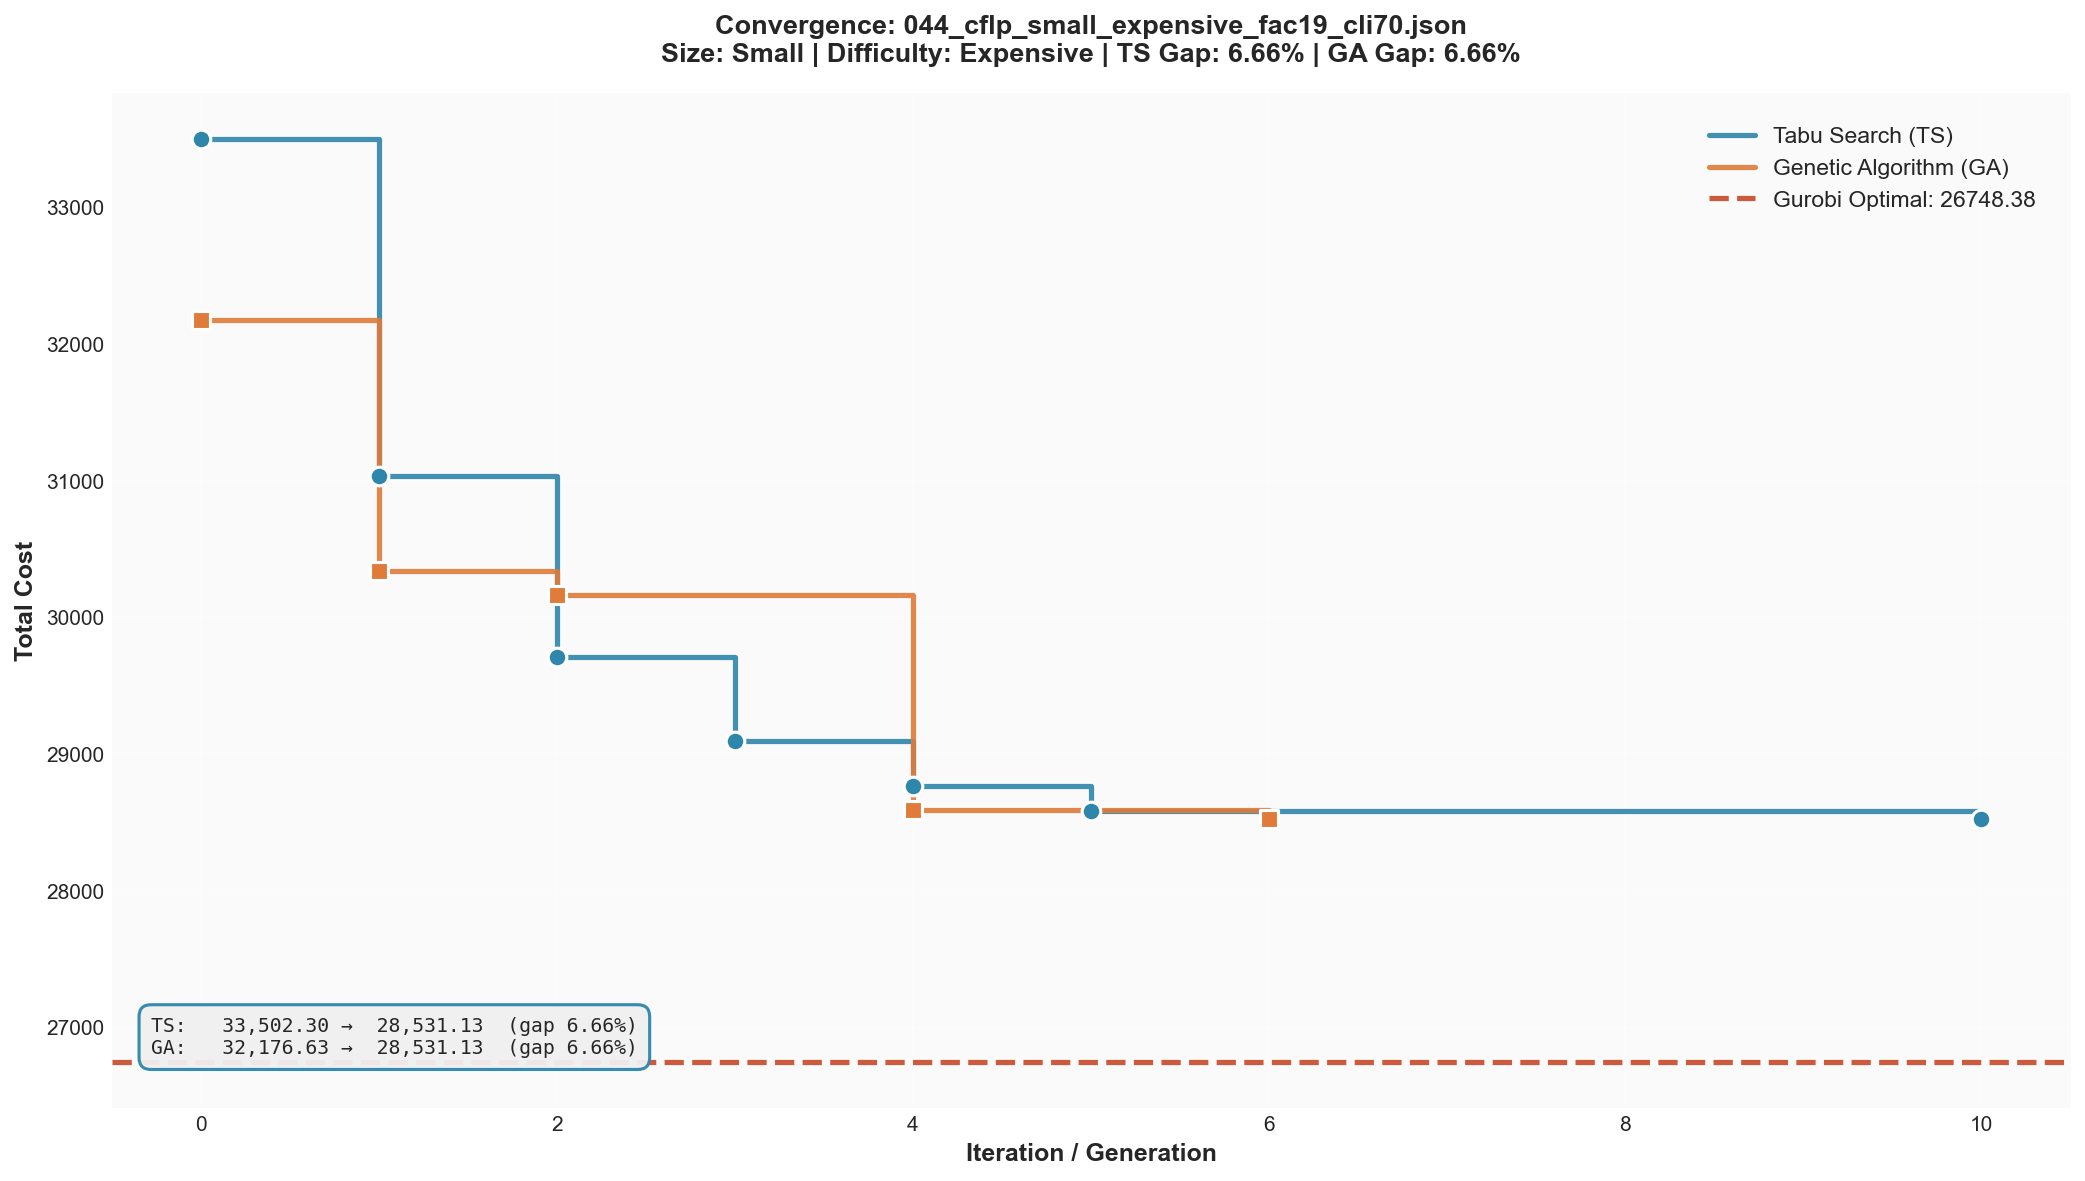 Convergence: 044_cflp_small_expensive_fac19_cli70.json
Size: Small | Difficulty: Expensive | TS Gap: 6.66% | GA Gap: 6.66%
Tabu Search (TS)
Genetic Algorithm (GA)
Gurobi Optimal: 26748.38
Total Cost
33000
32000
31000
30000
29000
28000
27000
TS:   33,502.30 →  28,531.13  (gap 6.66%)
GA:   32,176.63 →  28,531.13  (gap 6.66%)
0 2 4 6 8 10
Iteration / Generation